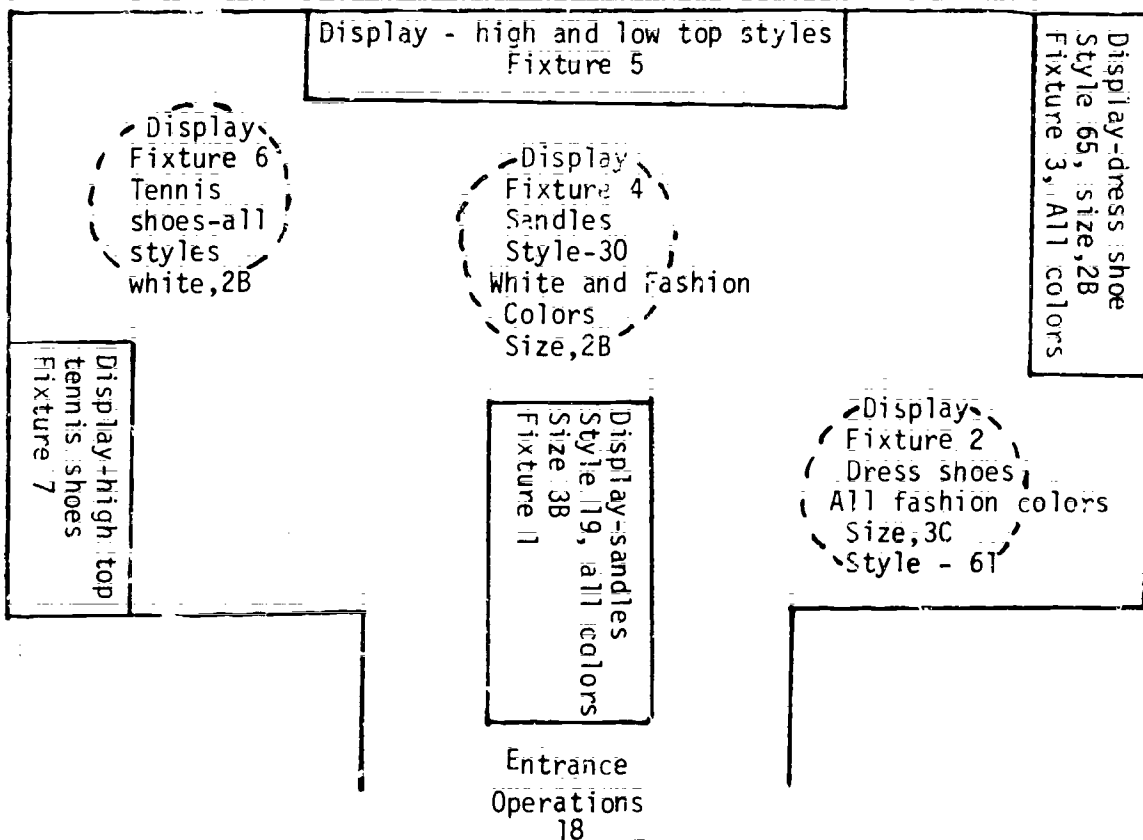 Display - high and low top styles
Fixture 5
Display-dress shoe
Style 65, size,2B
Fixture 3, All colors
Display
Fixture 6
Tennis
shoes-all
styles
white,2B
Display
Fixture 4
Sandles
Style-30
White and Fashion
Colors
Size,2B
Display-high top
tennis shoes
Fixture 7
Display-sandles
Style 19, all colors
Size 3B
Fixture 1
Display
Fixture 2
Dress shoes
All fashion colors
Size,3C
Style - 61
Entrance
Operations
18